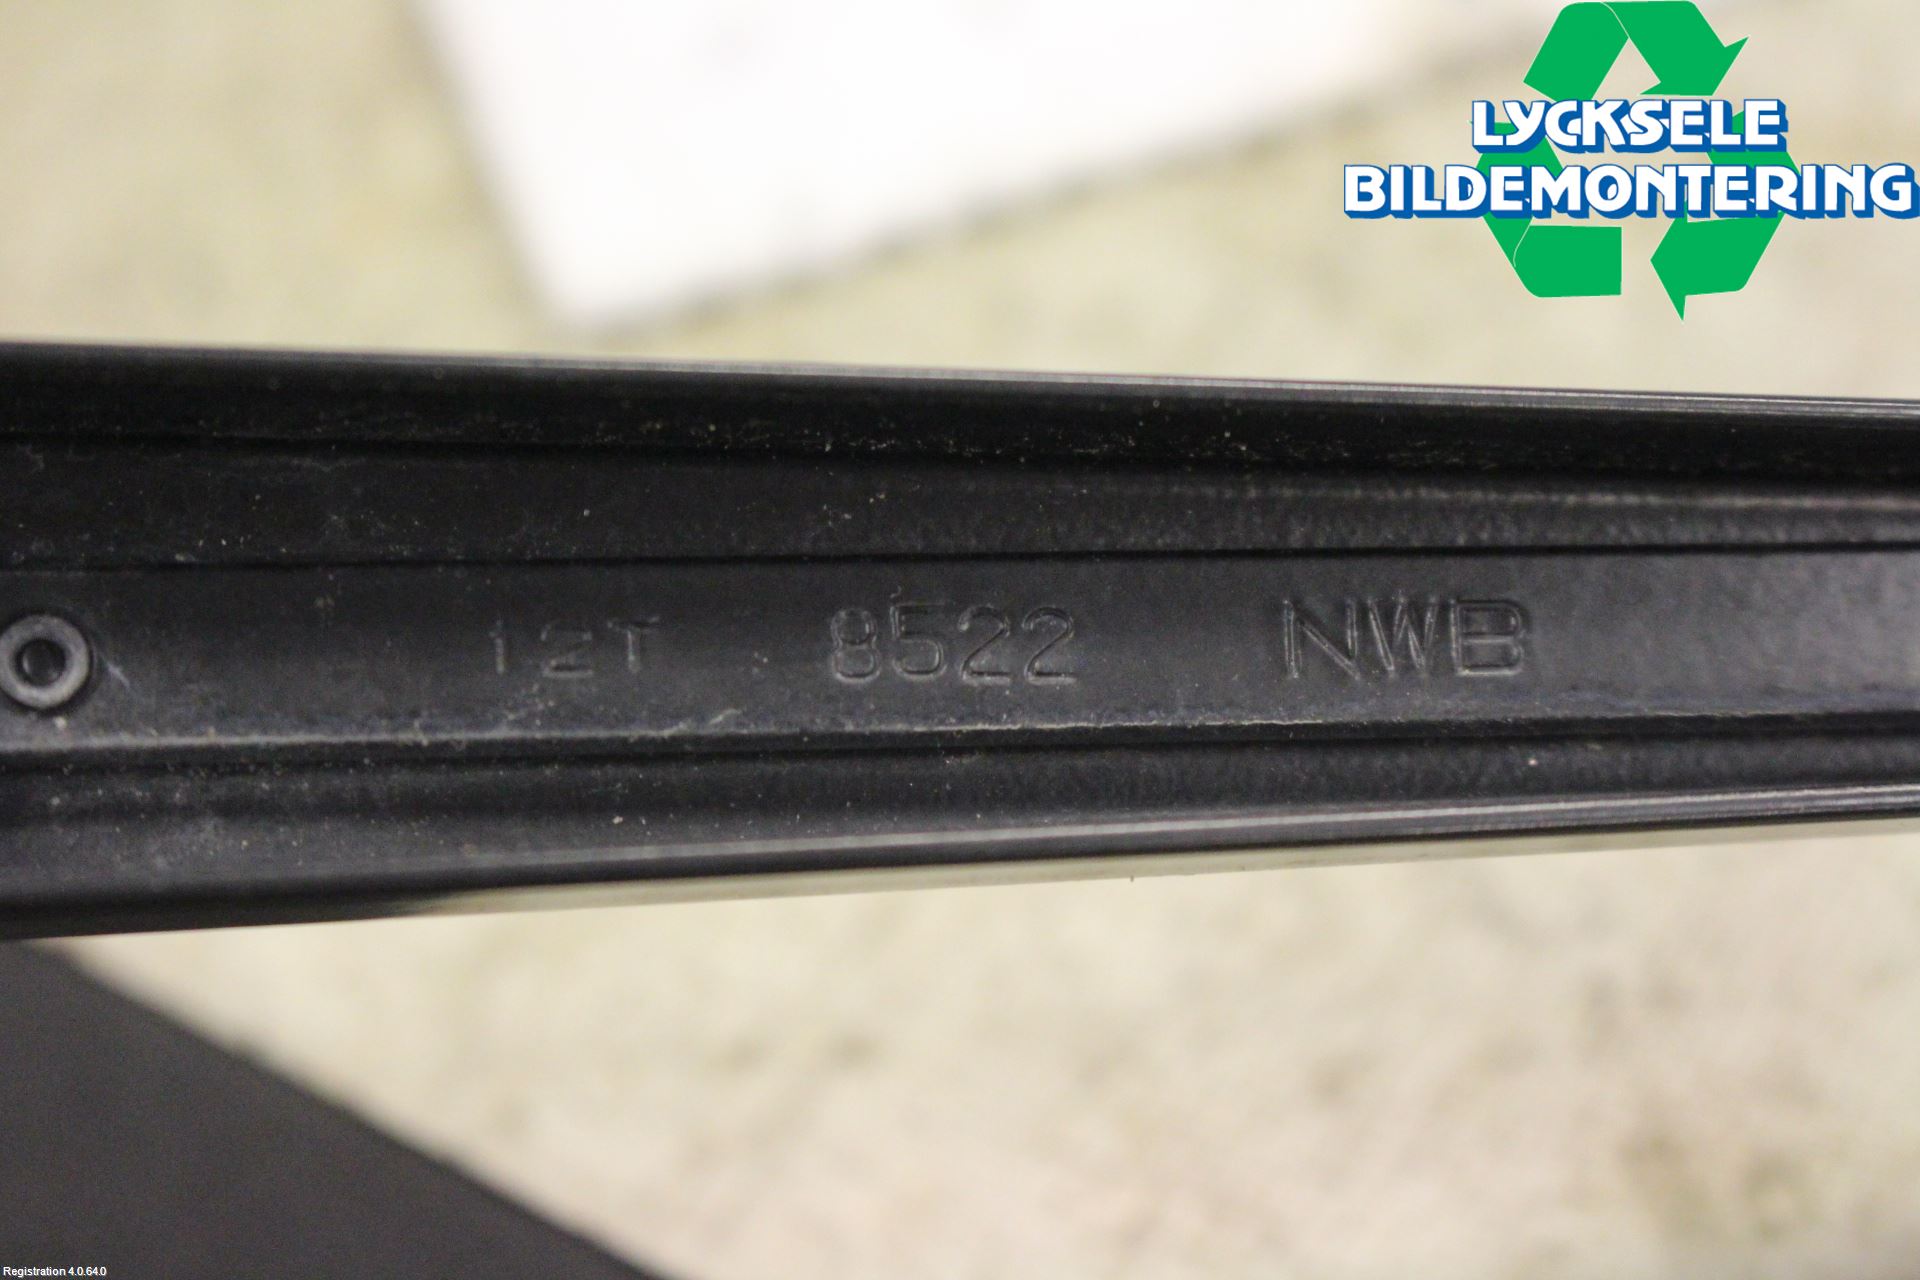 LYCKSELE
BILDEMONTERING
12T 8522 NWB
Registration 4.0.64.0